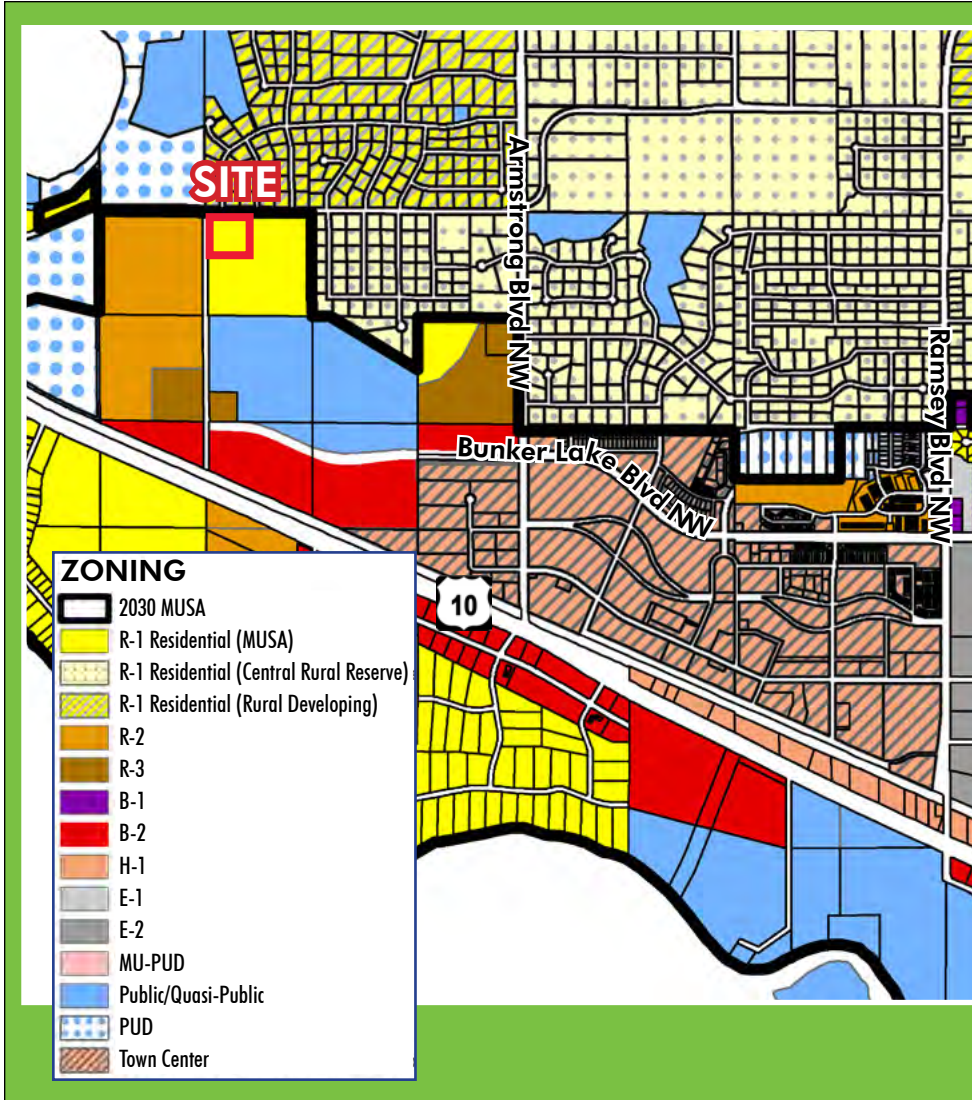 SITE
Armstrong Blvd NW
Ramsey Blvd NW
Bunker Lake Blvd NW
10
ZONING
2030 MUSA
R-1 Residential (MUSA)
R-1 Residential (Central Rural Reserve)
R-1 Residential (Rural Developing)
R-2
R-3
B-1
B-2
H-1
E-1
E-2
MU-PUD
Public/Quasi-Public
PUD
Town Center